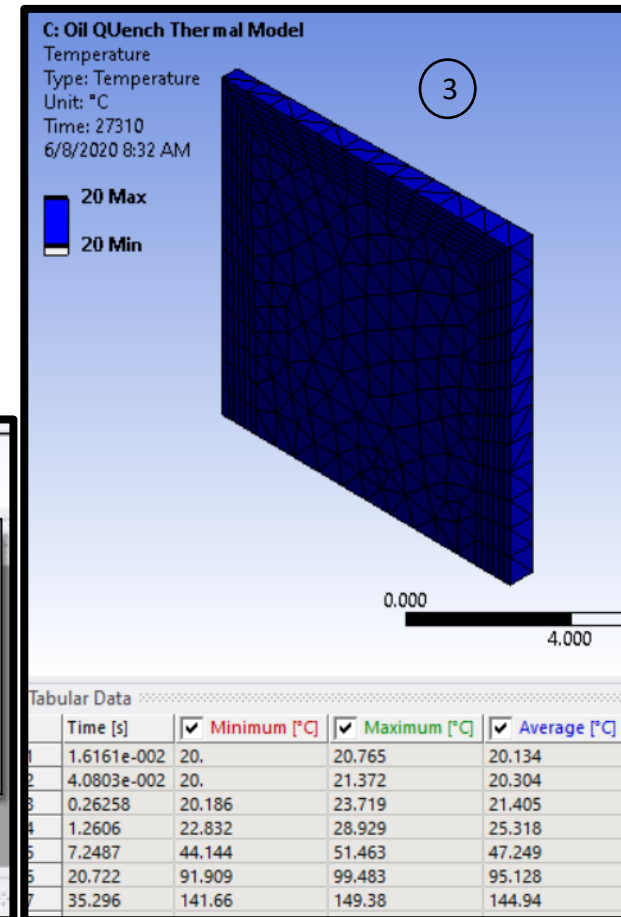 C: Oil QUench Thermal Model
Temperature
Type: Temperature
Unit: °C
Time: 27310
6/8/2020 8:32 AM
3
20 Max
20 Min
0.000
4.000
Tabular Data
Time [s] Minimum [°C] Maximum [°C] Average [°C]
1 1.6161e-002 20. 20.765 20.134
2 4.0803e-002 20. 21.372 20.304
3 0.26258 20.186 23.719 21.405
4 1.2606 22.832 28.929 25.318
5 7.2487 44.144 51.463 47.249
6 20.722 91.909 99.483 95.128
7 35.296 141.66 149.38 144.94